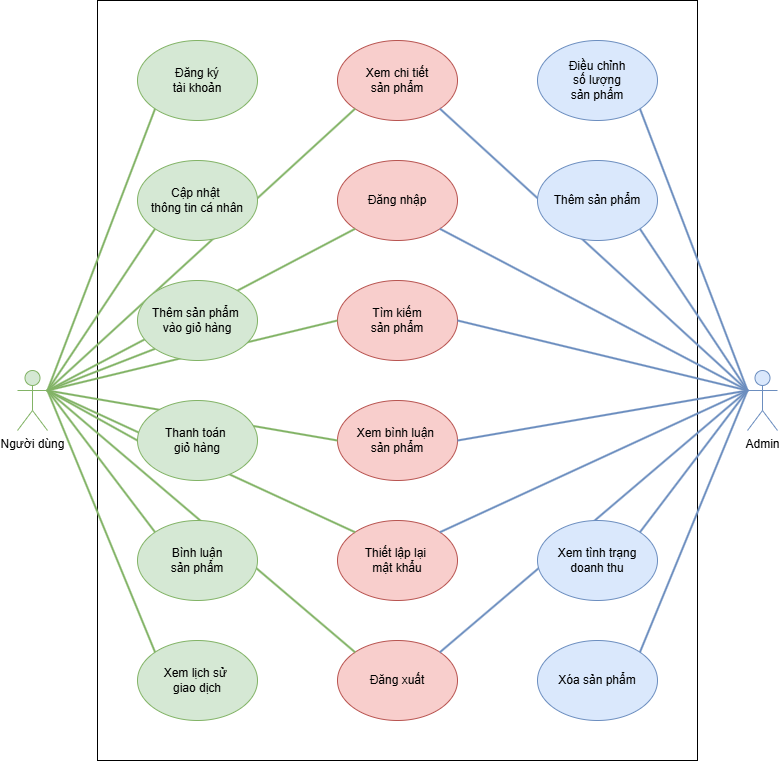 Đăng ký
tài khoản
Xem chi tiết
sản phẩm
Điều chỉnh
số lượng
sản phẩm
Cập nhật
thông tin cá nhân
Đăng nhập
Thêm sản phẩm
Thêm sản phẩm
vào giỏ hàng
Tìm kiếm
sản phẩm
Người dùng
Thanh toán
giỏ hàng
Xem bình luận
sản phẩm
Admin
Bình luận
sản phẩm
Thiết lập lại
mật khẩu
Xem tình trạng
doanh thu
Xem lịch sử
giao dịch
Đăng xuất
Xóa sản phẩm